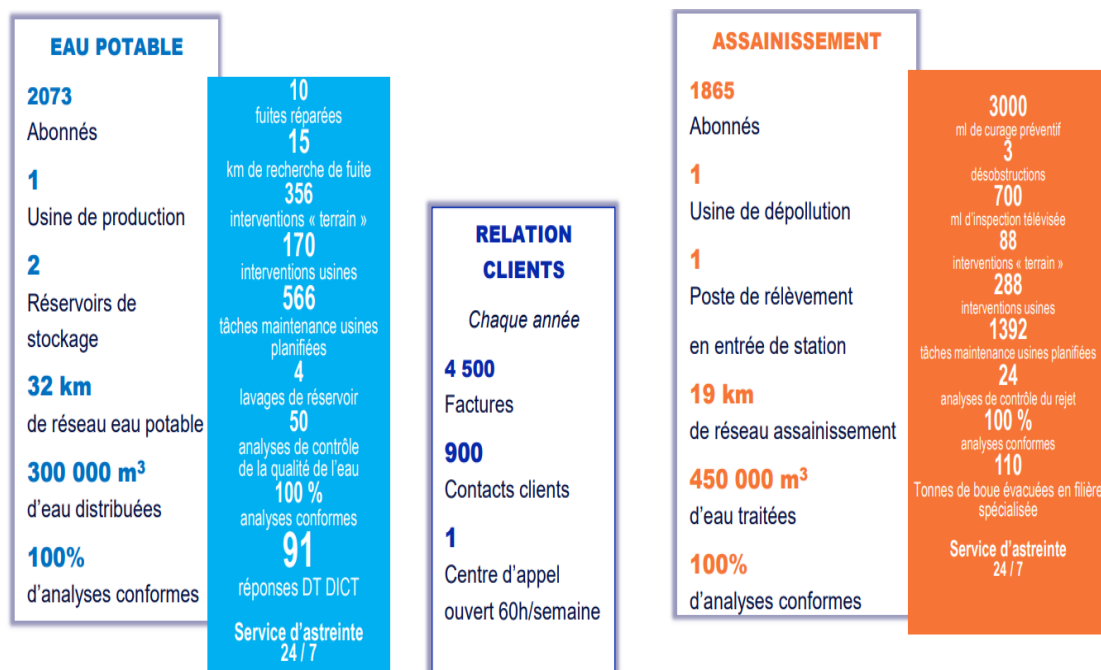 EAU POTABLE
2073
Abonnés
1
Usine de production
2
Réservoirs de
stockage
32 km
de réseau eau potable
300 000 m³
d'eau distribuées
100%
d'analyses conformes
10
fuites réparées
15
km de recherche de fuite
356
interventions « terrain »
170
interventions usines
566
tâches maintenance usines
planifiées
4
lavages de réservoir
50
analyses de contrôle
de la qualité de l'eau
100 %
analyses conformes
91
réponses DT DICT
Service d'astreinte
24 / 7
RELATION
CLIENTS
Chaque année
4 500
Factures
900
Contacts clients
1
Centre d'appel
ouvert 60h/semaine
ASSAINISSEMENT
1865
Abonnés
1
Usine de dépollution
1
Poste de rélèvement
en entrée de station
19 km
de réseau assainissement
450 000 m³
d'eau traitées
100%
d'analyses conformes
3000
ml de curage préventif
3
désobstructions
700
ml d'inspection télévisée
88
interventions « terrain »
288
interventions usines
1392
tâches maintenance usines planifiées
24
analyses de contrôle du rejet
100 %
analyses conformes
110
Tonnes de boue évacuées en filière
spécialisée
Service d'astreinte
24 / 7